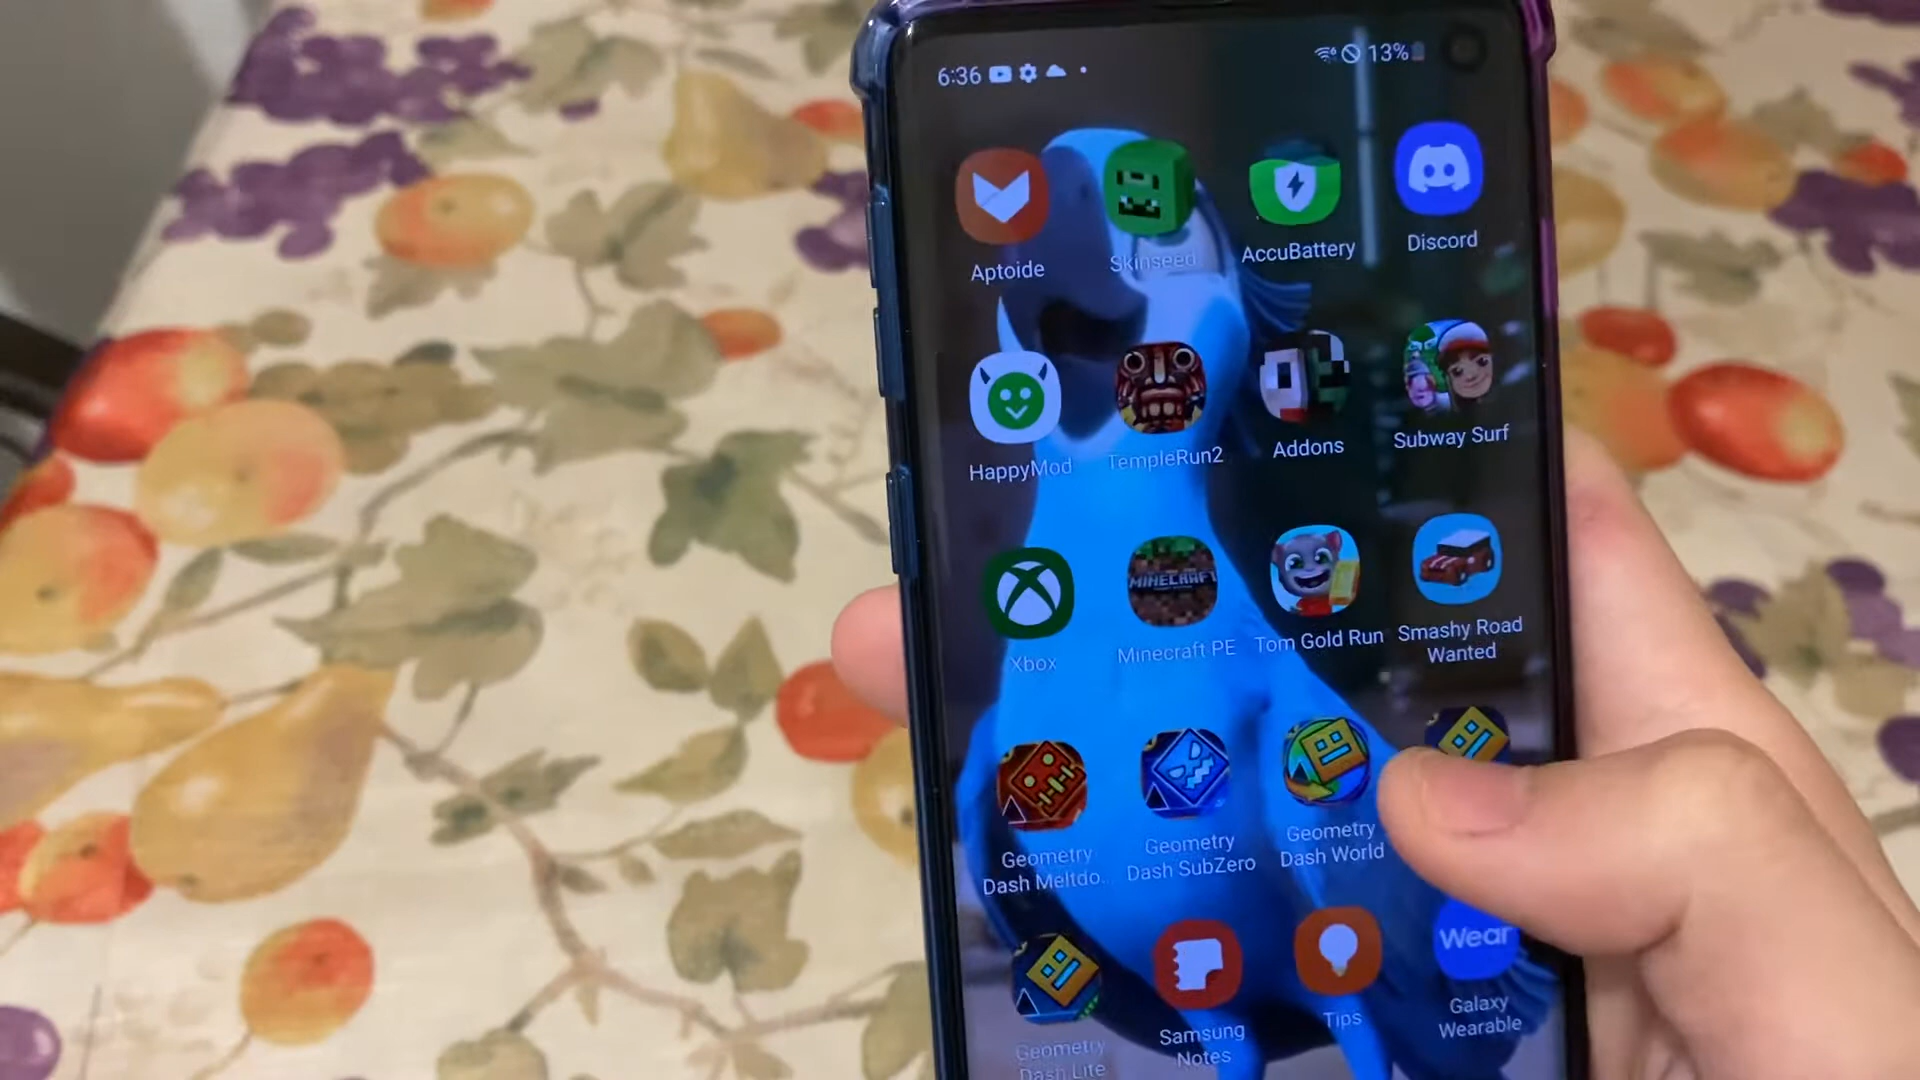 6:36
13%
Aptoide
Skinseed
AccuBattery
Discord
HappyMod
TempleRun2
Addons
Subway Surf
MINECRAFT
Xbox
Minecraft PE
Tom Gold Run
Smashy Road
Wanted
Geometry
Dash Meltdo...
Geometry
Dash SubZero
Geometry
Dash World
Wear
Geometry
Dash Lite
Samsung
Notes
Tips
Galaxy
Wearable